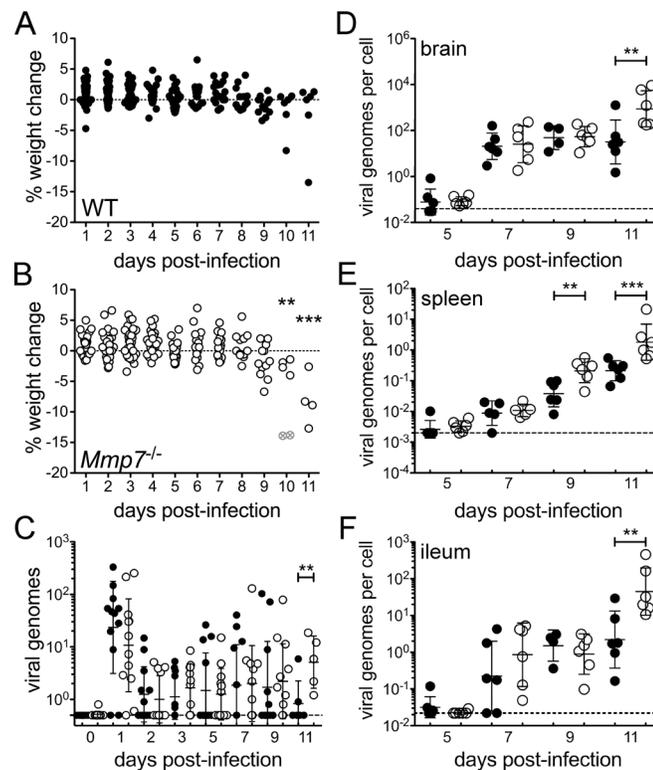 A
% weight change
10
5
0
-5
-10
-15
-20
WT
1 2 3 4 5 6 7 8 9 10 11
days post-infection
B
% weight change
10
5
0
-5
-10
-15
-20
**
***
Mmp7-/-
1 2 3 4 5 6 7 8 9 10 11
days post-infection
C
viral genomes
10³
10²
10¹
10⁰
**
0 1 2 3 5 7 9 11
days post-infection
D
brain
viral genomes per cell
10⁶
10⁴
10²
10⁰
10⁻²
**
5 7 9 11
days post-infection
E
spleen
viral genomes per cell
10²
10¹
10⁰
10⁻¹
10⁻²
10⁻³
10⁻⁴
**
***
5 7 9 11
days post-infection
F
ileum
viral genomes per cell
10³
10²
10¹
10⁰
10⁻¹
10⁻²
**
5 7 9 11
days post-infection